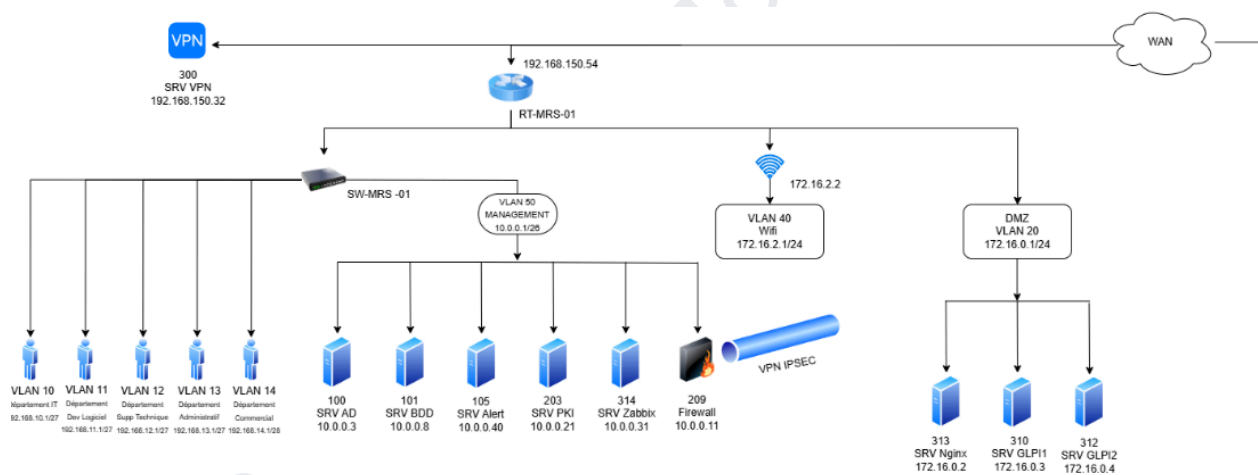 VPN
300
SRV VPN
192.168.150.32
192.168.150.54
RT-MRS-01
WAN
SW-MRS -01
VLAN 50
MANAGEMENT
10.0.0.1/26
172.16.2.2
VLAN 40
Wifi
172.16.2.1/24
DMZ
VLAN 20
172.16.0.1/24
VLAN 10
Département IT
92.168.10.1/27
VLAN 11
Département
Dev Logiciel
192.168.11.1/27
VLAN 12
Département
Supp Technique
192.168.12.1/27
VLAN 13
Département
Administratif
192.168.13.1/27
VLAN 14
Département
Commercial
192.168.14.1/28
100
SRV AD
10.0.0.3
101
SRV BDD
10.0.0.8
105
SRV Alert
10.0.0.40
203
SRV PKI
10.0.0.21
314
SRV Zabbix
10.0.0.31
209
Firewall
10.0.0.11
VPN IPSEC
313
SRV Nginx
172.16.0.2
310
SRV GLPI1
172.16.0.3
312
SRV GLPI2
172.16.0.4